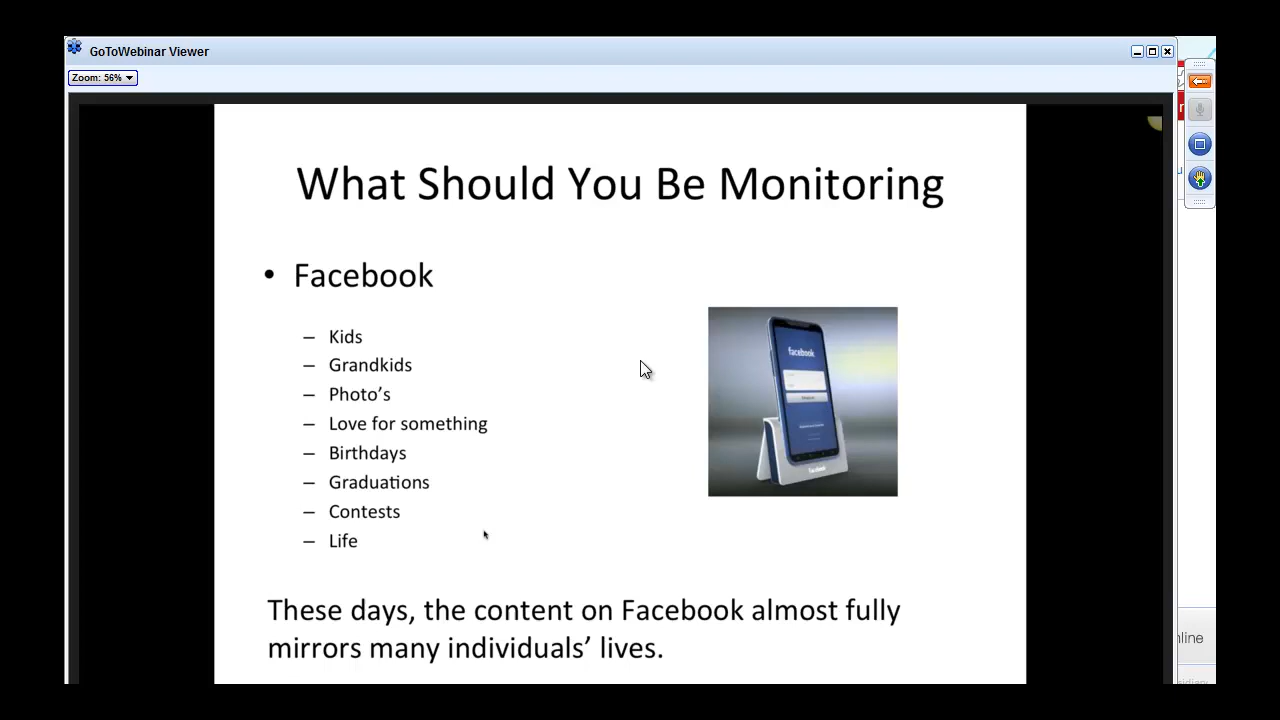 GoToWebinar Viewer
Zoom: 56%
What Should You Be Monitoring
• Facebook
– Kids
– Grandkids
– Photo’s
– Love for something
– Birthdays
– Graduations
– Contests
– Life
facebook
facebook
These days, the content on Facebook almost fully
mirrors many individuals’ lives.
nline